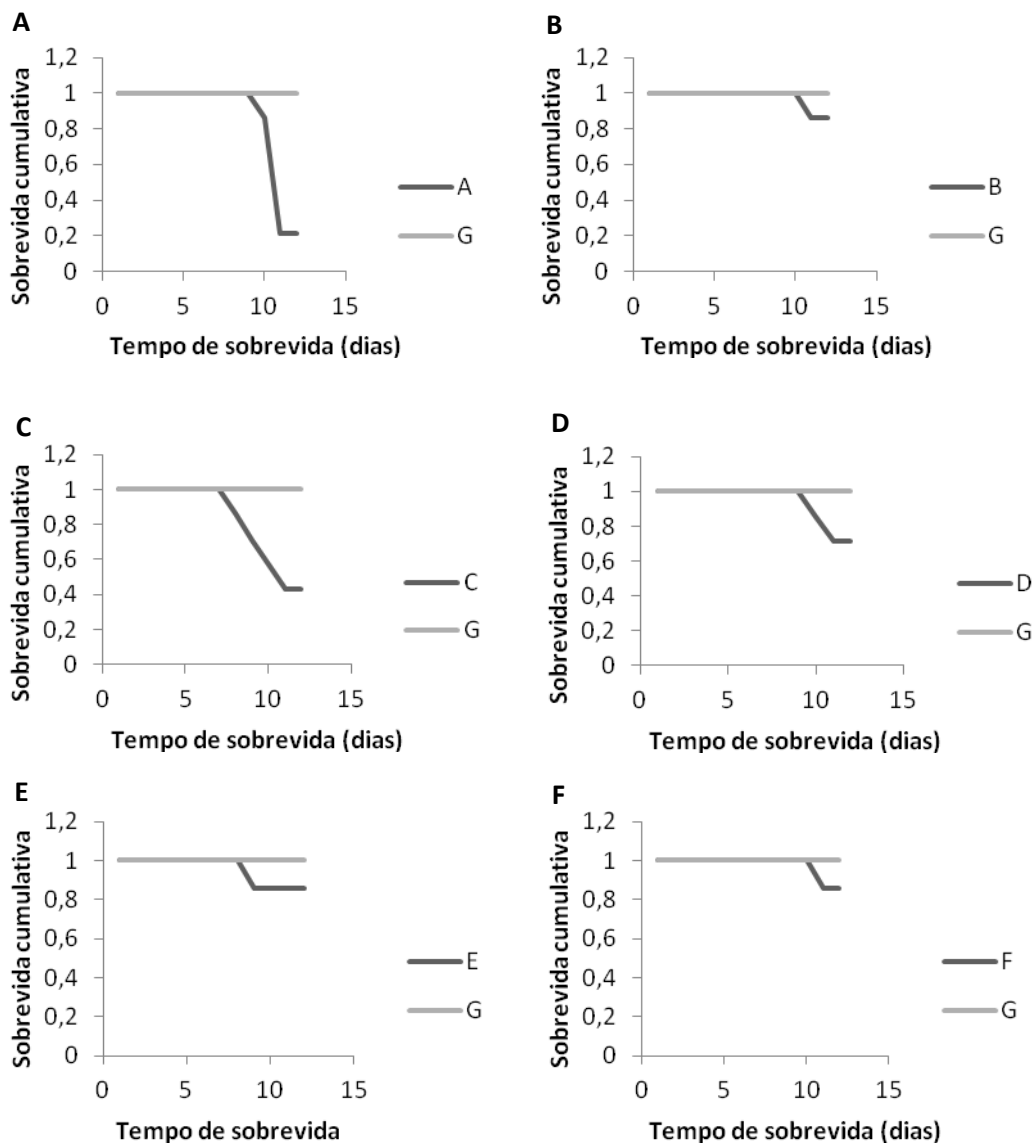 A
Sobrevida cumulativa
1,2
1
0,8
0,6
0,4
0,2
0
0 5 10 15
Tempo de sobrevida (dias)
A
G
B
Sobrevida cumulativa
1,2
1
0,8
0,6
0,4
0,2
0
0 5 10 15
Tempo de sobrevida (dias)
B
G
C
Sobrevida cumulativa
1,2
1
0,8
0,6
0,4
0,2
0
0 5 10 15
Tempo de sobrevida (dias)
C
G
D
Sobrevida cumulativa
1,2
1
0,8
0,6
0,4
0,2
0
0 5 10 15
Tempo de sobrevida (dias)
D
G
E
Sobrevida cumulativa
1,2
1
0,8
0,6
0,4
0,2
0
0 5 10 15
Tempo de sobrevida
E
G
F
Sobrevida cumulativa
1,2
1
0,8
0,6
0,4
0,2
0
0 5 10 15
Tempo de sobrevida (dias)
F
G